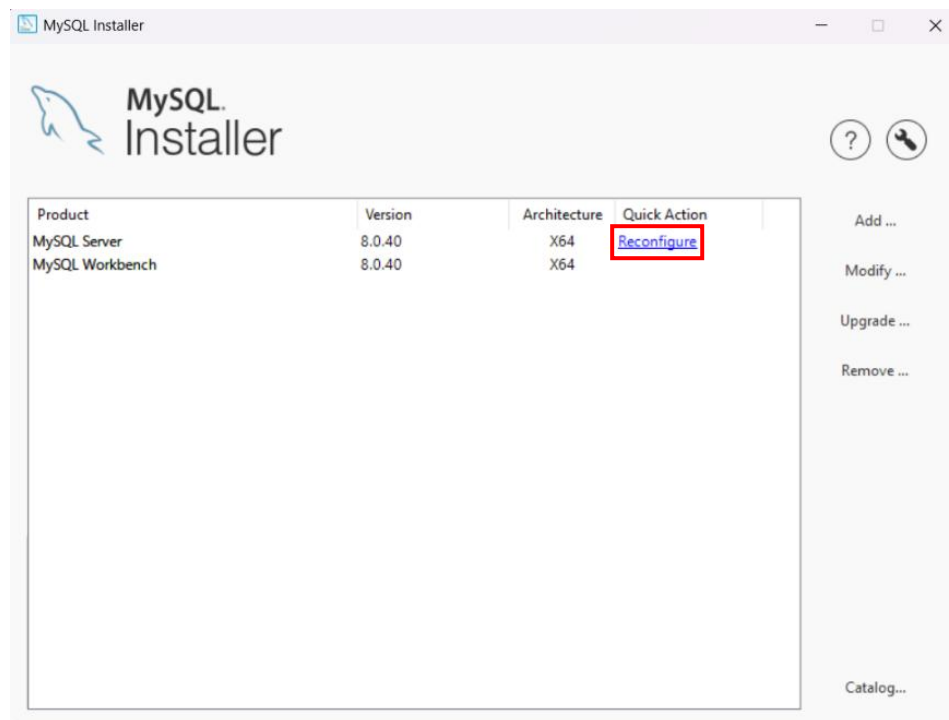 MySQL Installer
MySQL.
Installer
?
Product Version Architecture Quick Action
MySQL Server 8.0.40 X64 Reconfigure
MySQL Workbench 8.0.40 X64
Add ...
Modify ...
Upgrade ...
Remove ...
Catalog...